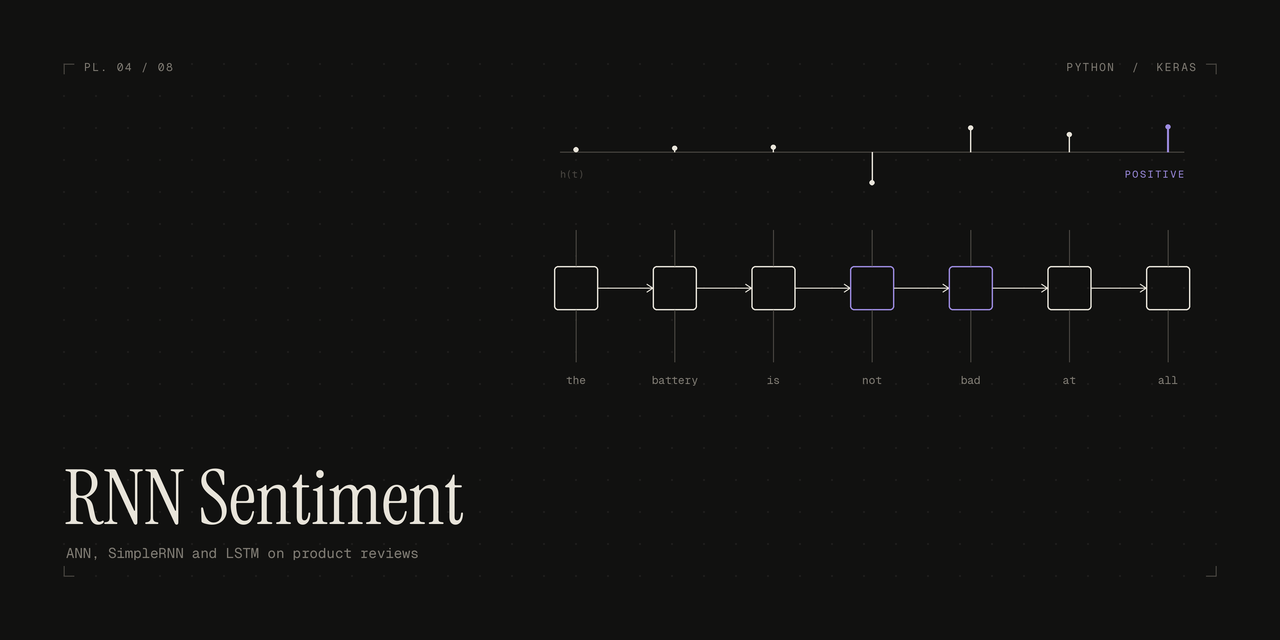 PL. 04 / 08
PYTHON / KERAS
h(t)
POSITIVE
the battery is not bad at all
RNN Sentiment
ANN, SimpleRNN and LSTM on product reviews